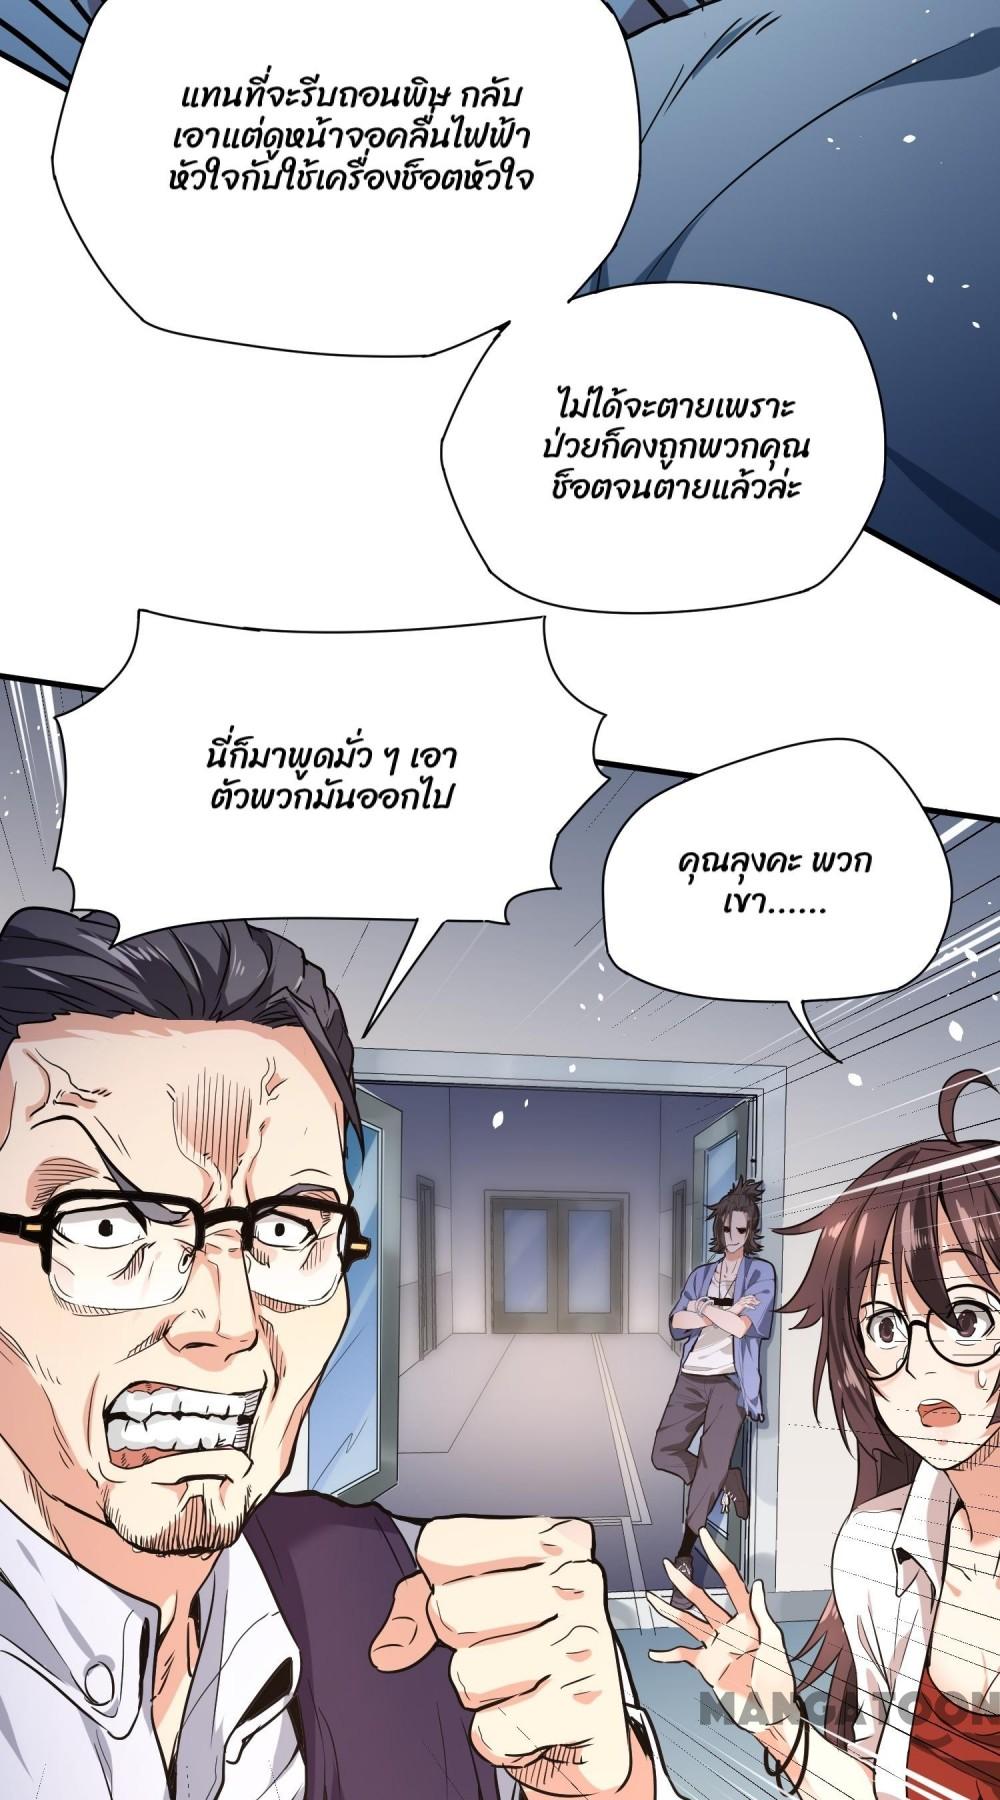 แทนที่จะรีบถอนพิษ กลับ
เอาแต่ดูหน้าจอคลื่นไฟฟ้า
หัวใจกับใช้เครื่องช็อตหัวใจ
ไม่ได้จะตายเพราะ
ป่วยก็คงถูกพวกคุณ
ช็อตจนตายแล้วล่ะ
นี่ก็มาพูดมั่ว ๆ เอา
ตัวพวกมันออกไป
คุณลุงคะ พวก
เขา......
MANGATOON